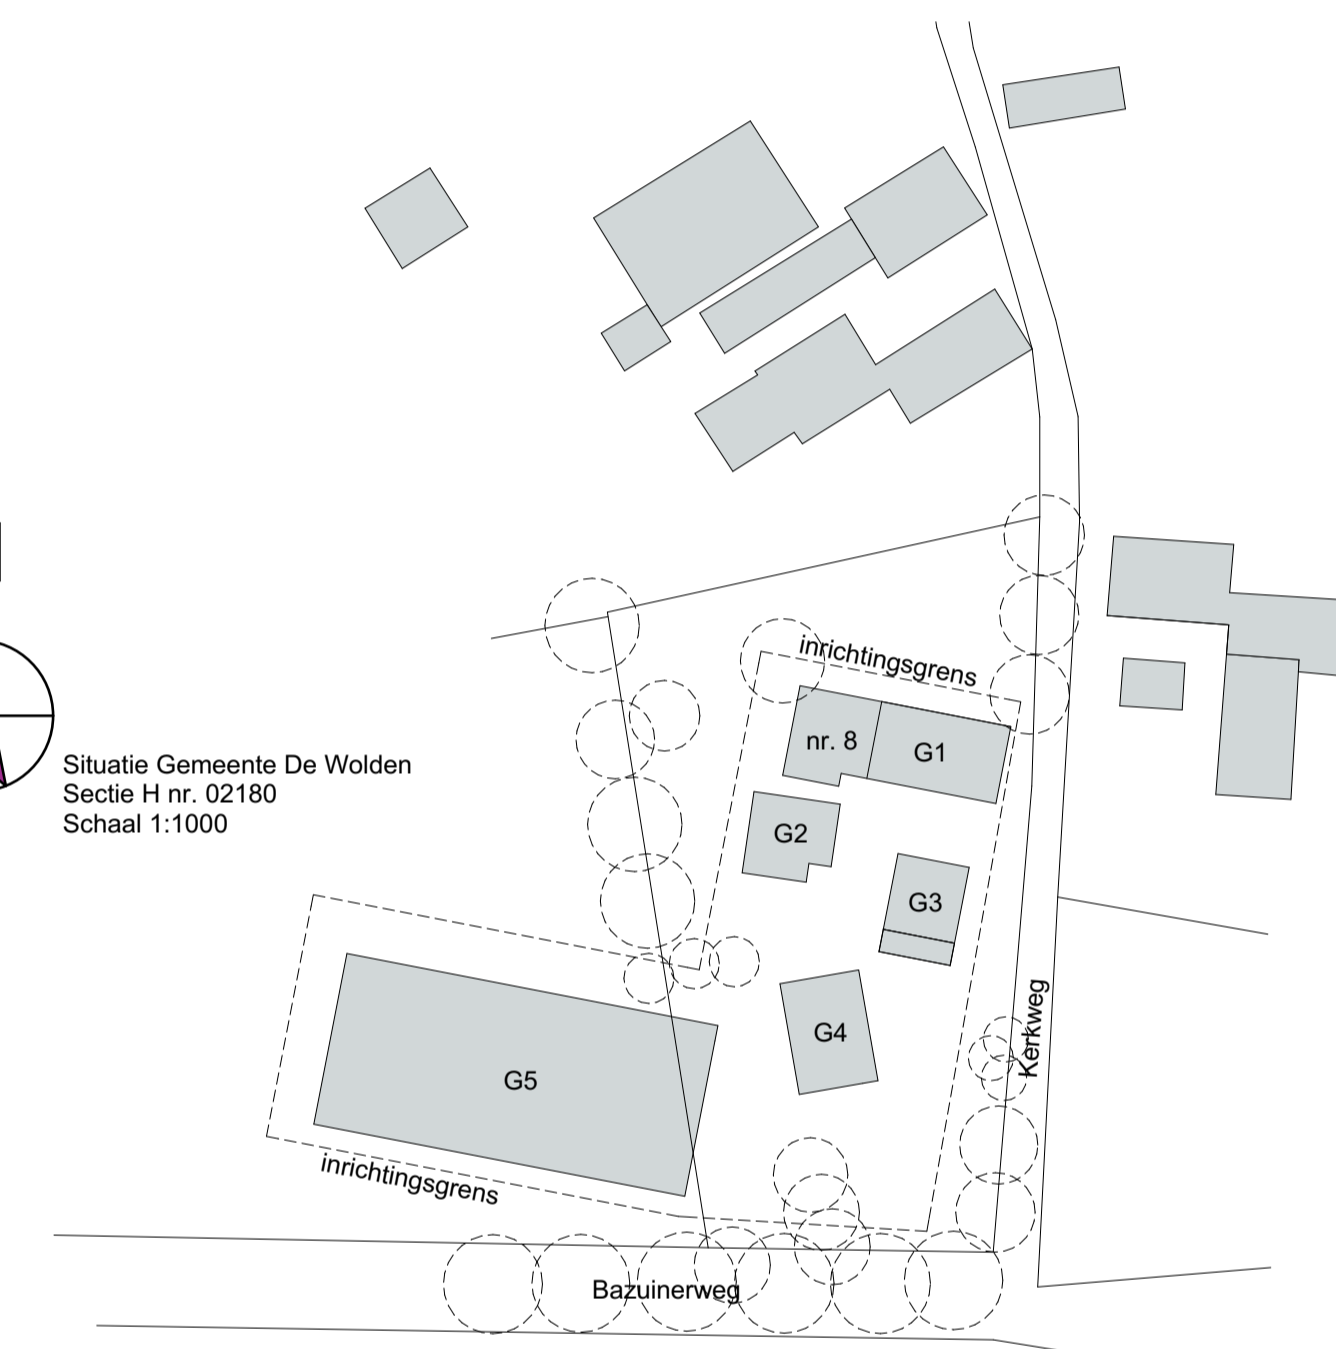 inrichtingsgrens
nr. 8
G1
Situatie Gemeente De Wolden
Sectie H nr. 02180
Schaal 1:1000
G2
G3
Kerkweg
G4
G5
inrichtingsgrens
Bazuinerweg